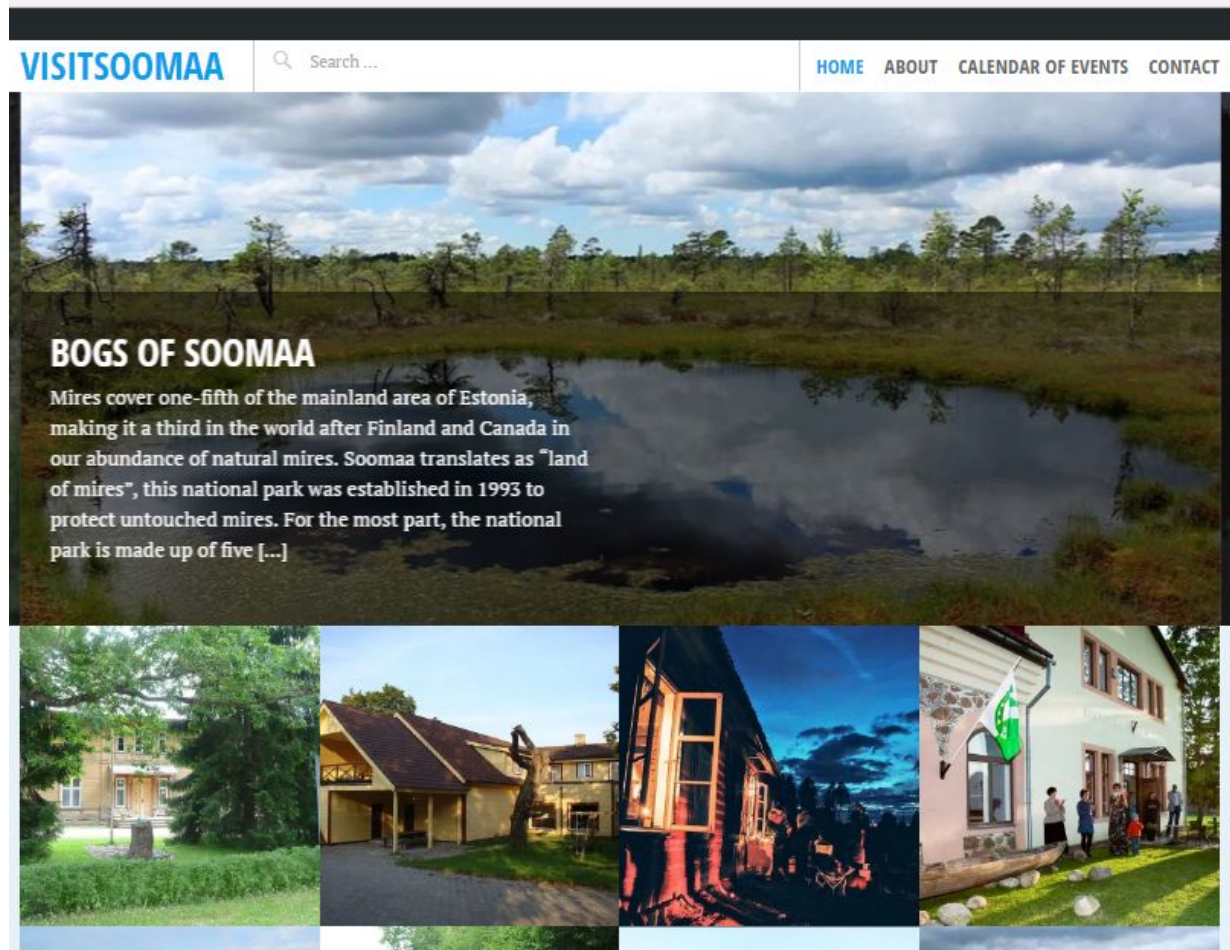 VISITSOOMAA
Search ...
HOME ABOUT CALENDAR OF EVENTS CONTACT
BOGS OF SOOMAA
Mires cover one-fifth of the mainland area of Estonia,
making it a third in the world after Finland and Canada in
our abundance of natural mires. Soomaa translates as “land
of mires”, this national park was established in 1993 to
protect untouched mires. For the most part, the national
park is made up of five [...]